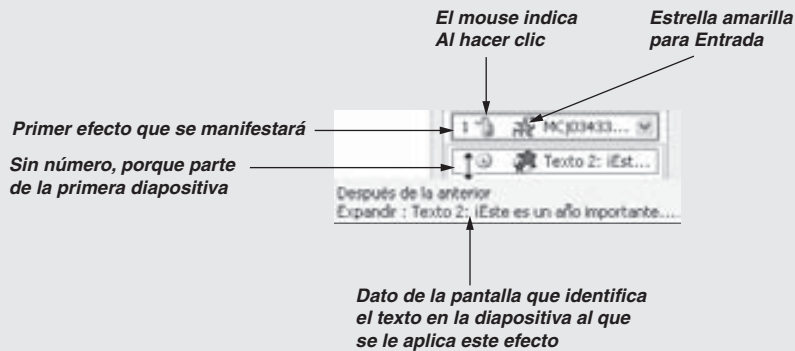 El mouse indica
Al hacer clic
Estrella amarilla
para Entrada
Primer efecto que se manifestará
1 MCj03433...
Sin número, porque parte
de la primera diapositiva
Texto 2: ¡Est...
Después de la anterior
Expandir : Texto 2: ¡Este es un año importante....
Dato de la pantalla que identifica
el texto en la diapositiva al que
se le aplica este efecto